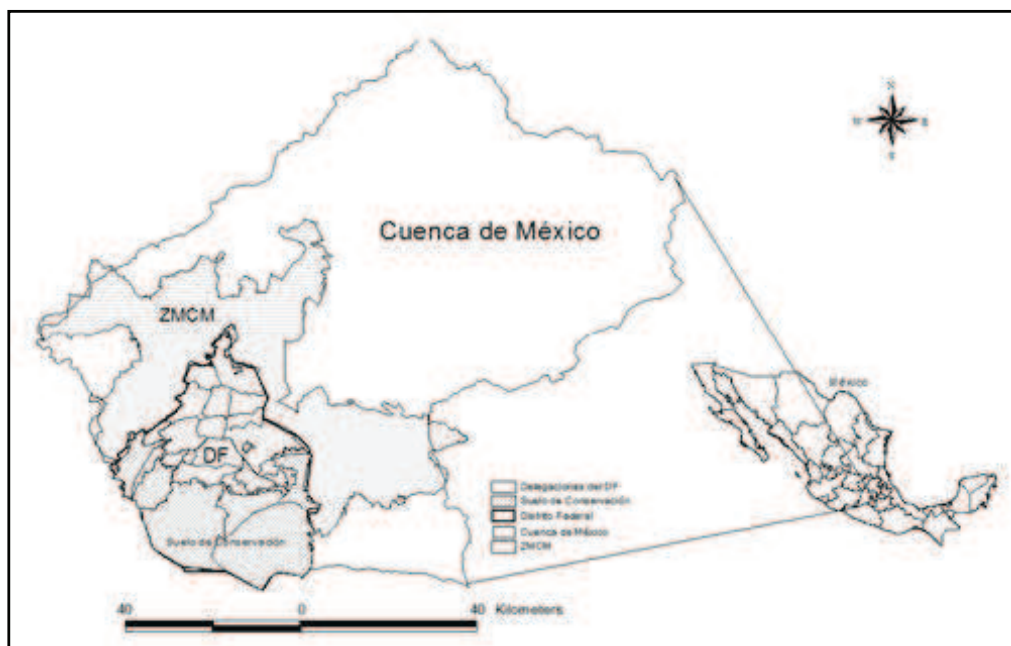 N
W
E
S
Cuenca de México
ZMCM
México
DF
Delegaciones del DF
Suelo de Conservación
Distrito Federal
Cuenca de México
ZMCM
Suelo de Conservación
40
0
40
Kilometers